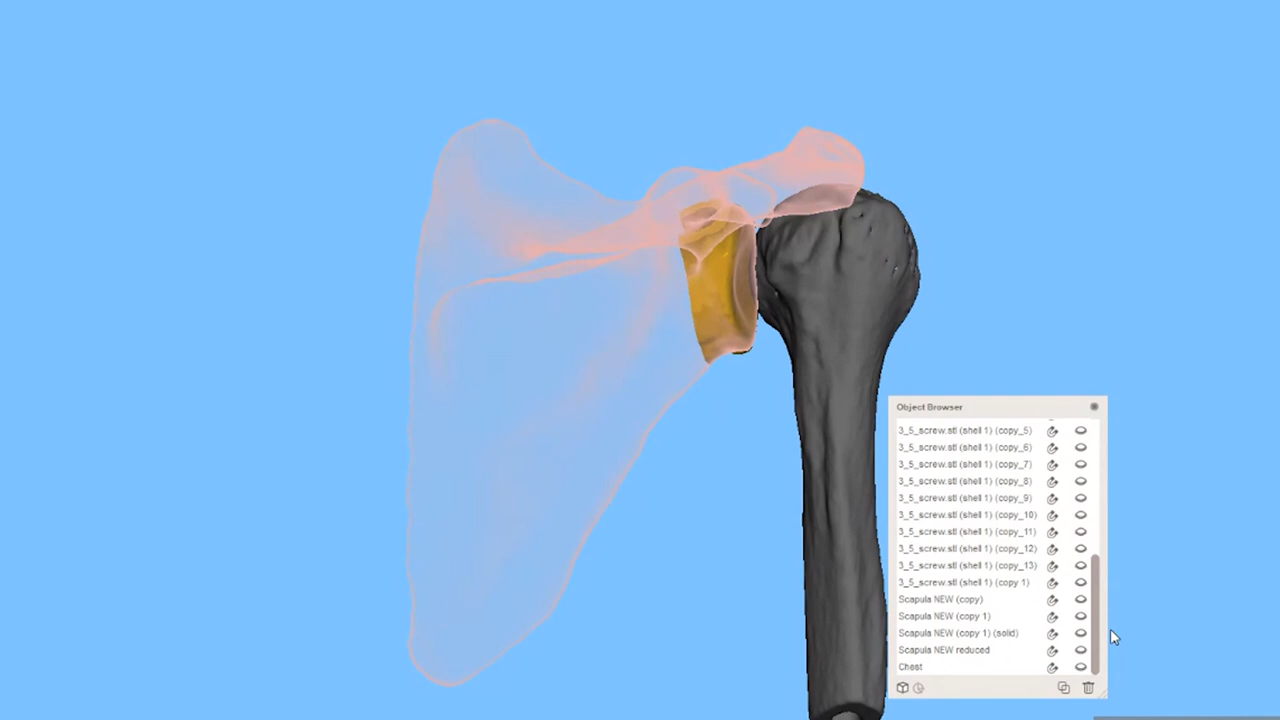 Object Browser
3_5_screw.stl (shell 1) (copy_5)
3_5_screw.stl (shell 1) (copy_6)
3_5_screw.stl (shell 1) (copy_7)
3_5_screw.stl (shell 1) (copy_8)
3_5_screw.stl (shell 1) (copy_9)
3_5_screw.stl (shell 1) (copy_10)
3_5_screw.stl (shell 1) (copy_11)
3_5_screw.stl (shell 1) (copy_12)
3_5_screw.stl (shell 1) (copy_13)
3_5_screw.stl (shell 1) (copy 1)
Scapula NEW (copy)
Scapula NEW (copy 1)
Scapula NEW (copy 1) (solid)
Scapula NEW reduced
Chest